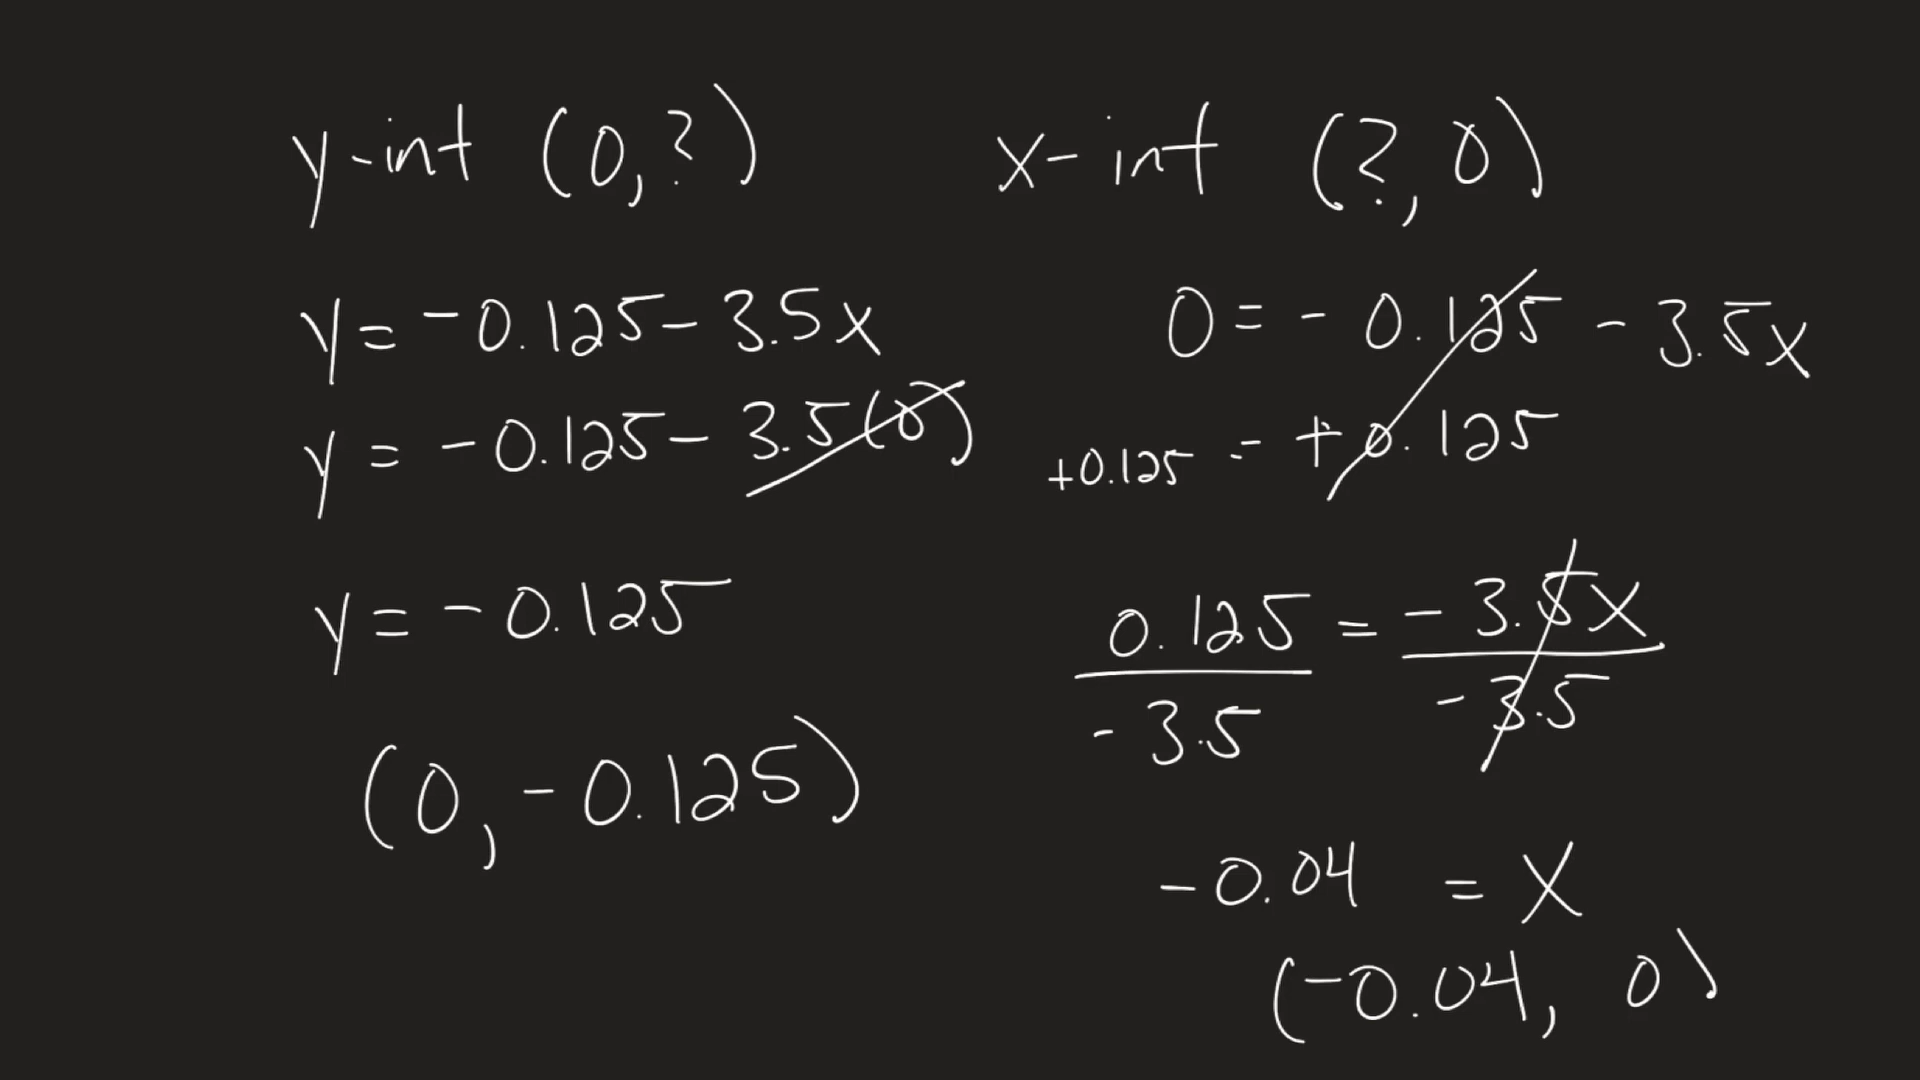 y-int (0,?)
y = -0.125 - 3.5x
y = -0.125 - 3.5(0)
y = -0.125
(0, -0.125)
x-int (?, 0)
0 = -0.125 - 3.5x
+0.125 = +0.125
0.125 = -3.5x
-3.5 -3.5
-0.04 = x
(-0.04, 0)